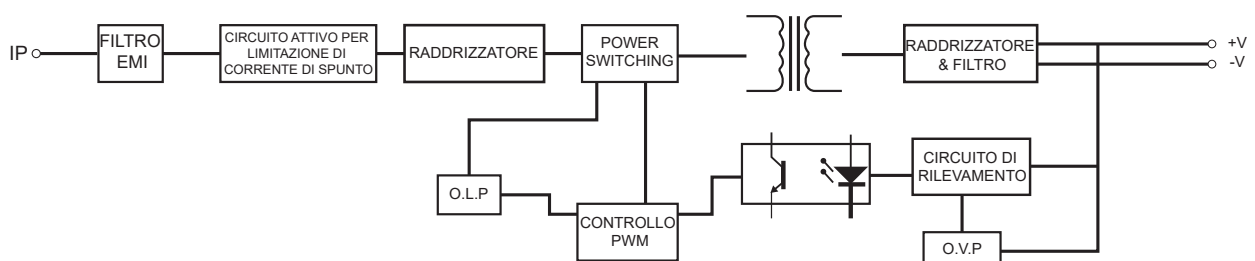 IP
FILTRO
EMI
CIRCUITO ATTIVO PER
LIMITAZIONE DI
CORRENTE DI SPUNTO
RADDRIZZATORE
POWER
SWITCHING
RADDRIZZATORE
& FILTRO
+V
-V
O.L.P
CONTROLLO
PWM
CIRCUITO DI
RILEVAMENTO
O.V.P